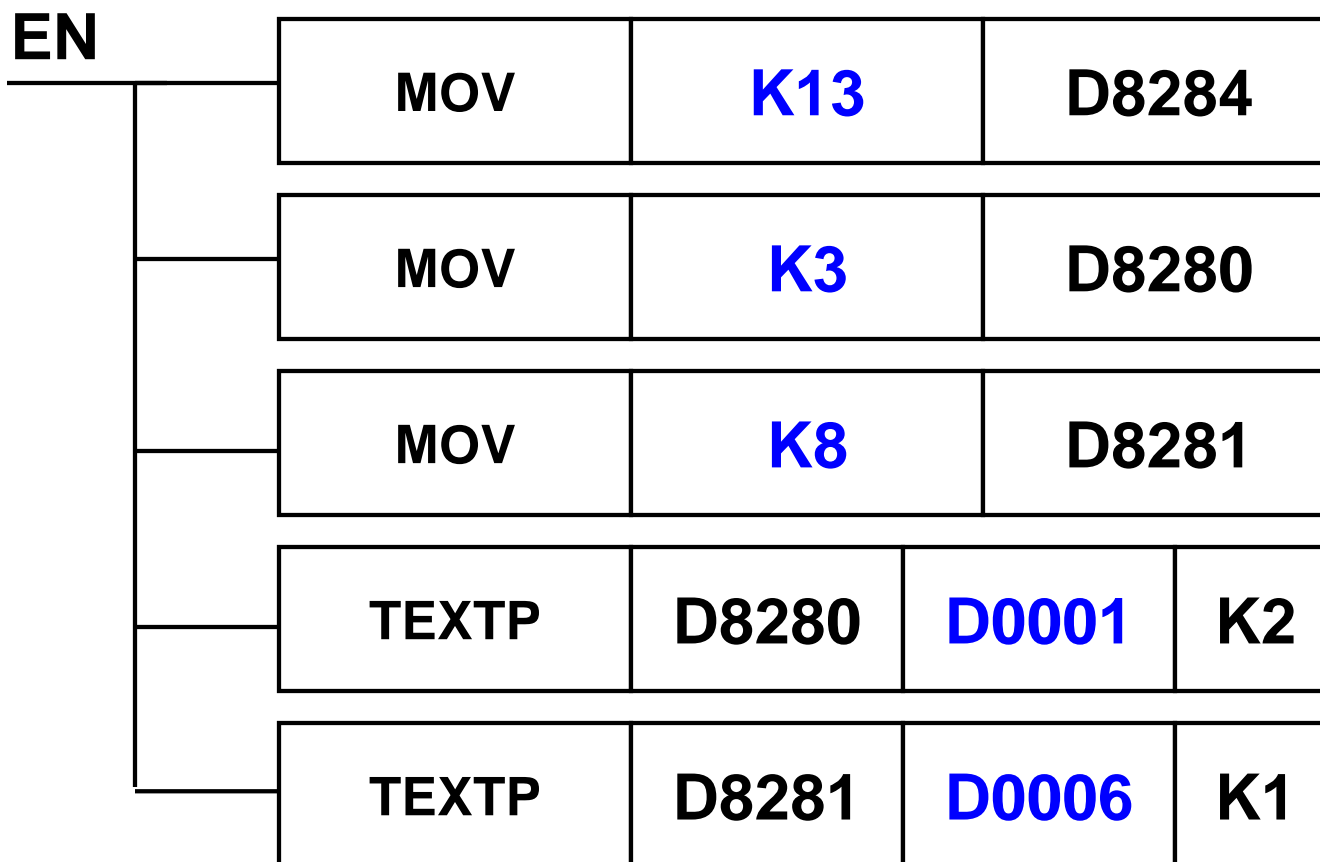 EN
MOV K13 D8284
MOV K3 D8280
MOV K8 D8281
TEXTP D8280 D0001 K2
TEXTP D8281 D0006 K1